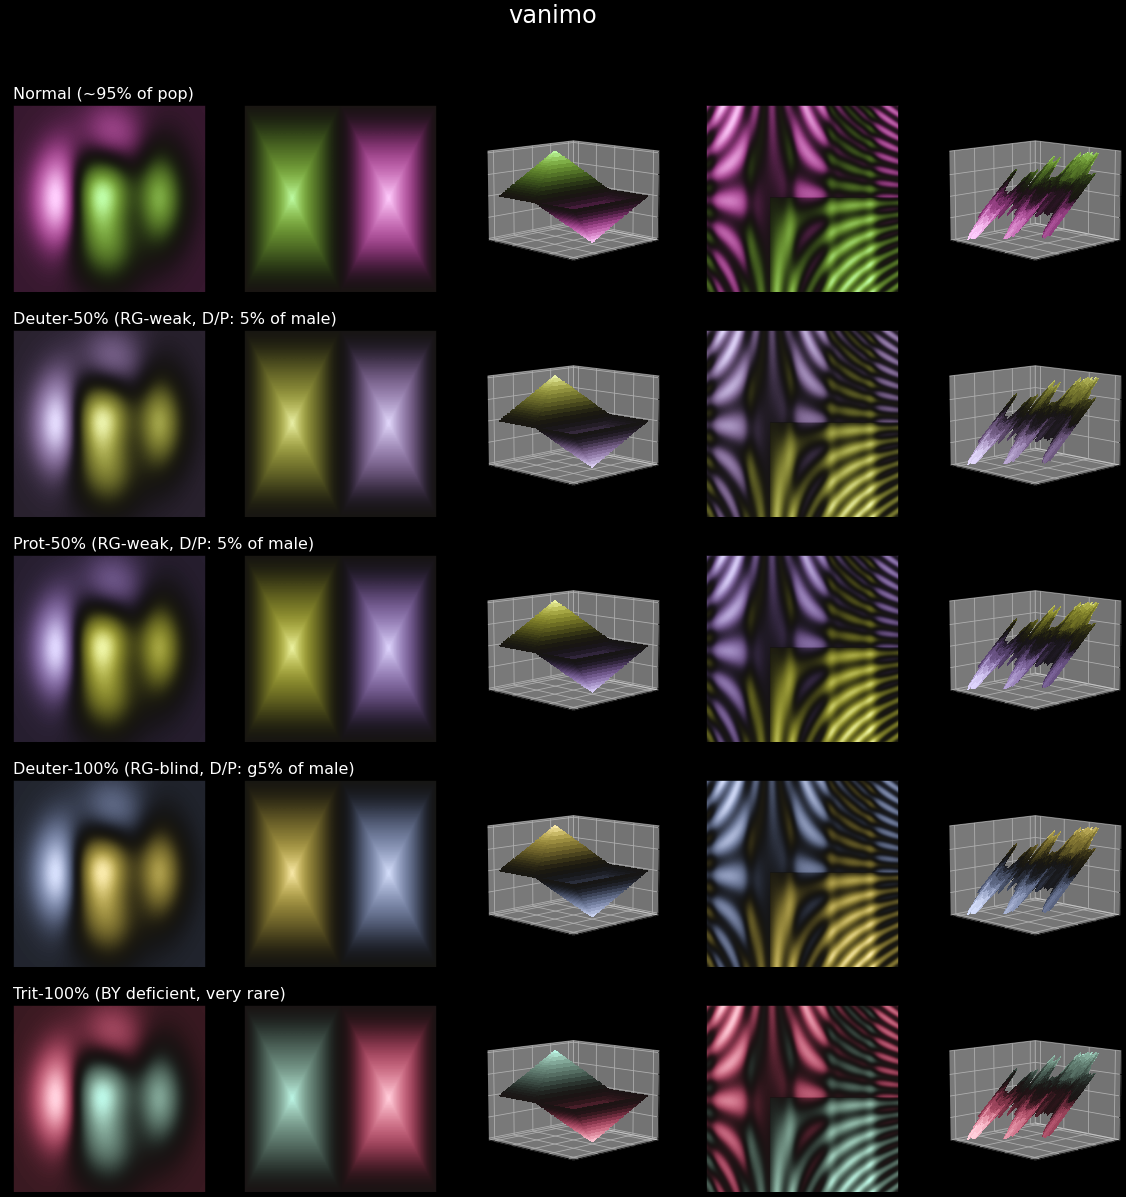 vanimo
Normal (~95% of pop)
Deuter-50% (RG-weak, D/P: 5% of male)
Prot-50% (RG-weak, D/P: 5% of male)
Deuter-100% (RG-blind, D/P: g5% of male)
Trit-100% (BY deficient, very rare)